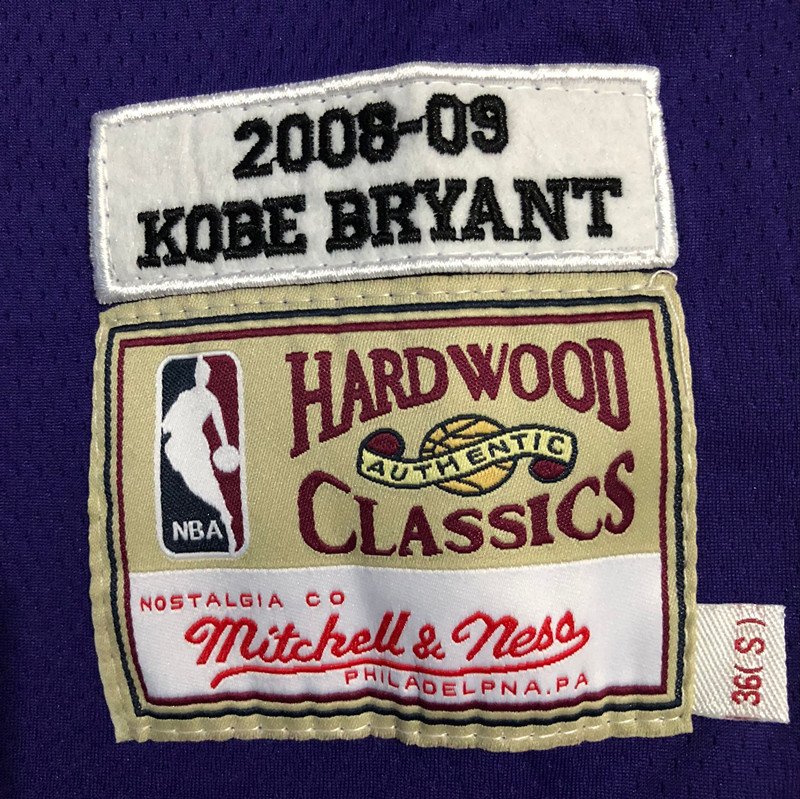 2008-09
KOBE BRYANT
HARDWOOD
AUTHENTIC
CLASSICS
NBA
NOSTALGIA CO
Mitchell & Ness
PHILADELPNA.PA
36(S)